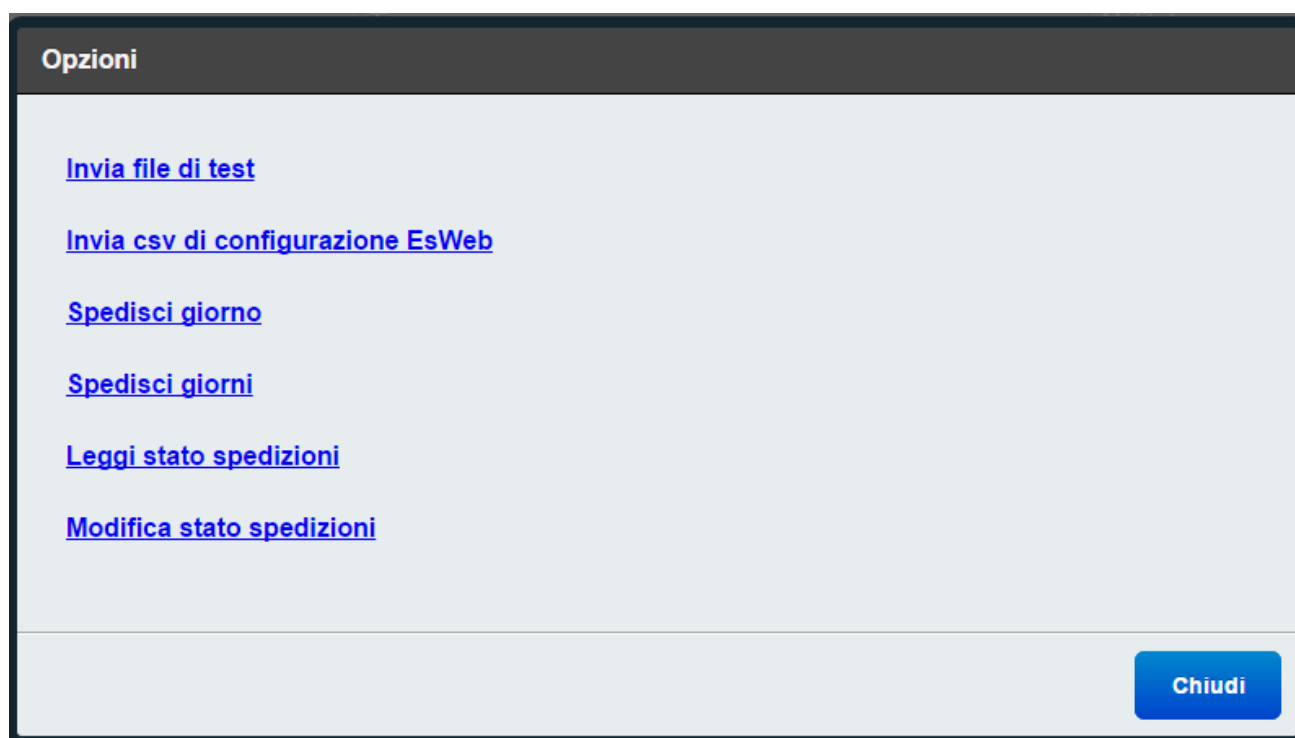 Opzioni
Invia file di test
Invia csv di configurazione EsWeb
Spedisci giorno
Spedisci giorni
Leggi stato spedizioni
Modifica stato spedizioni
Chiudi